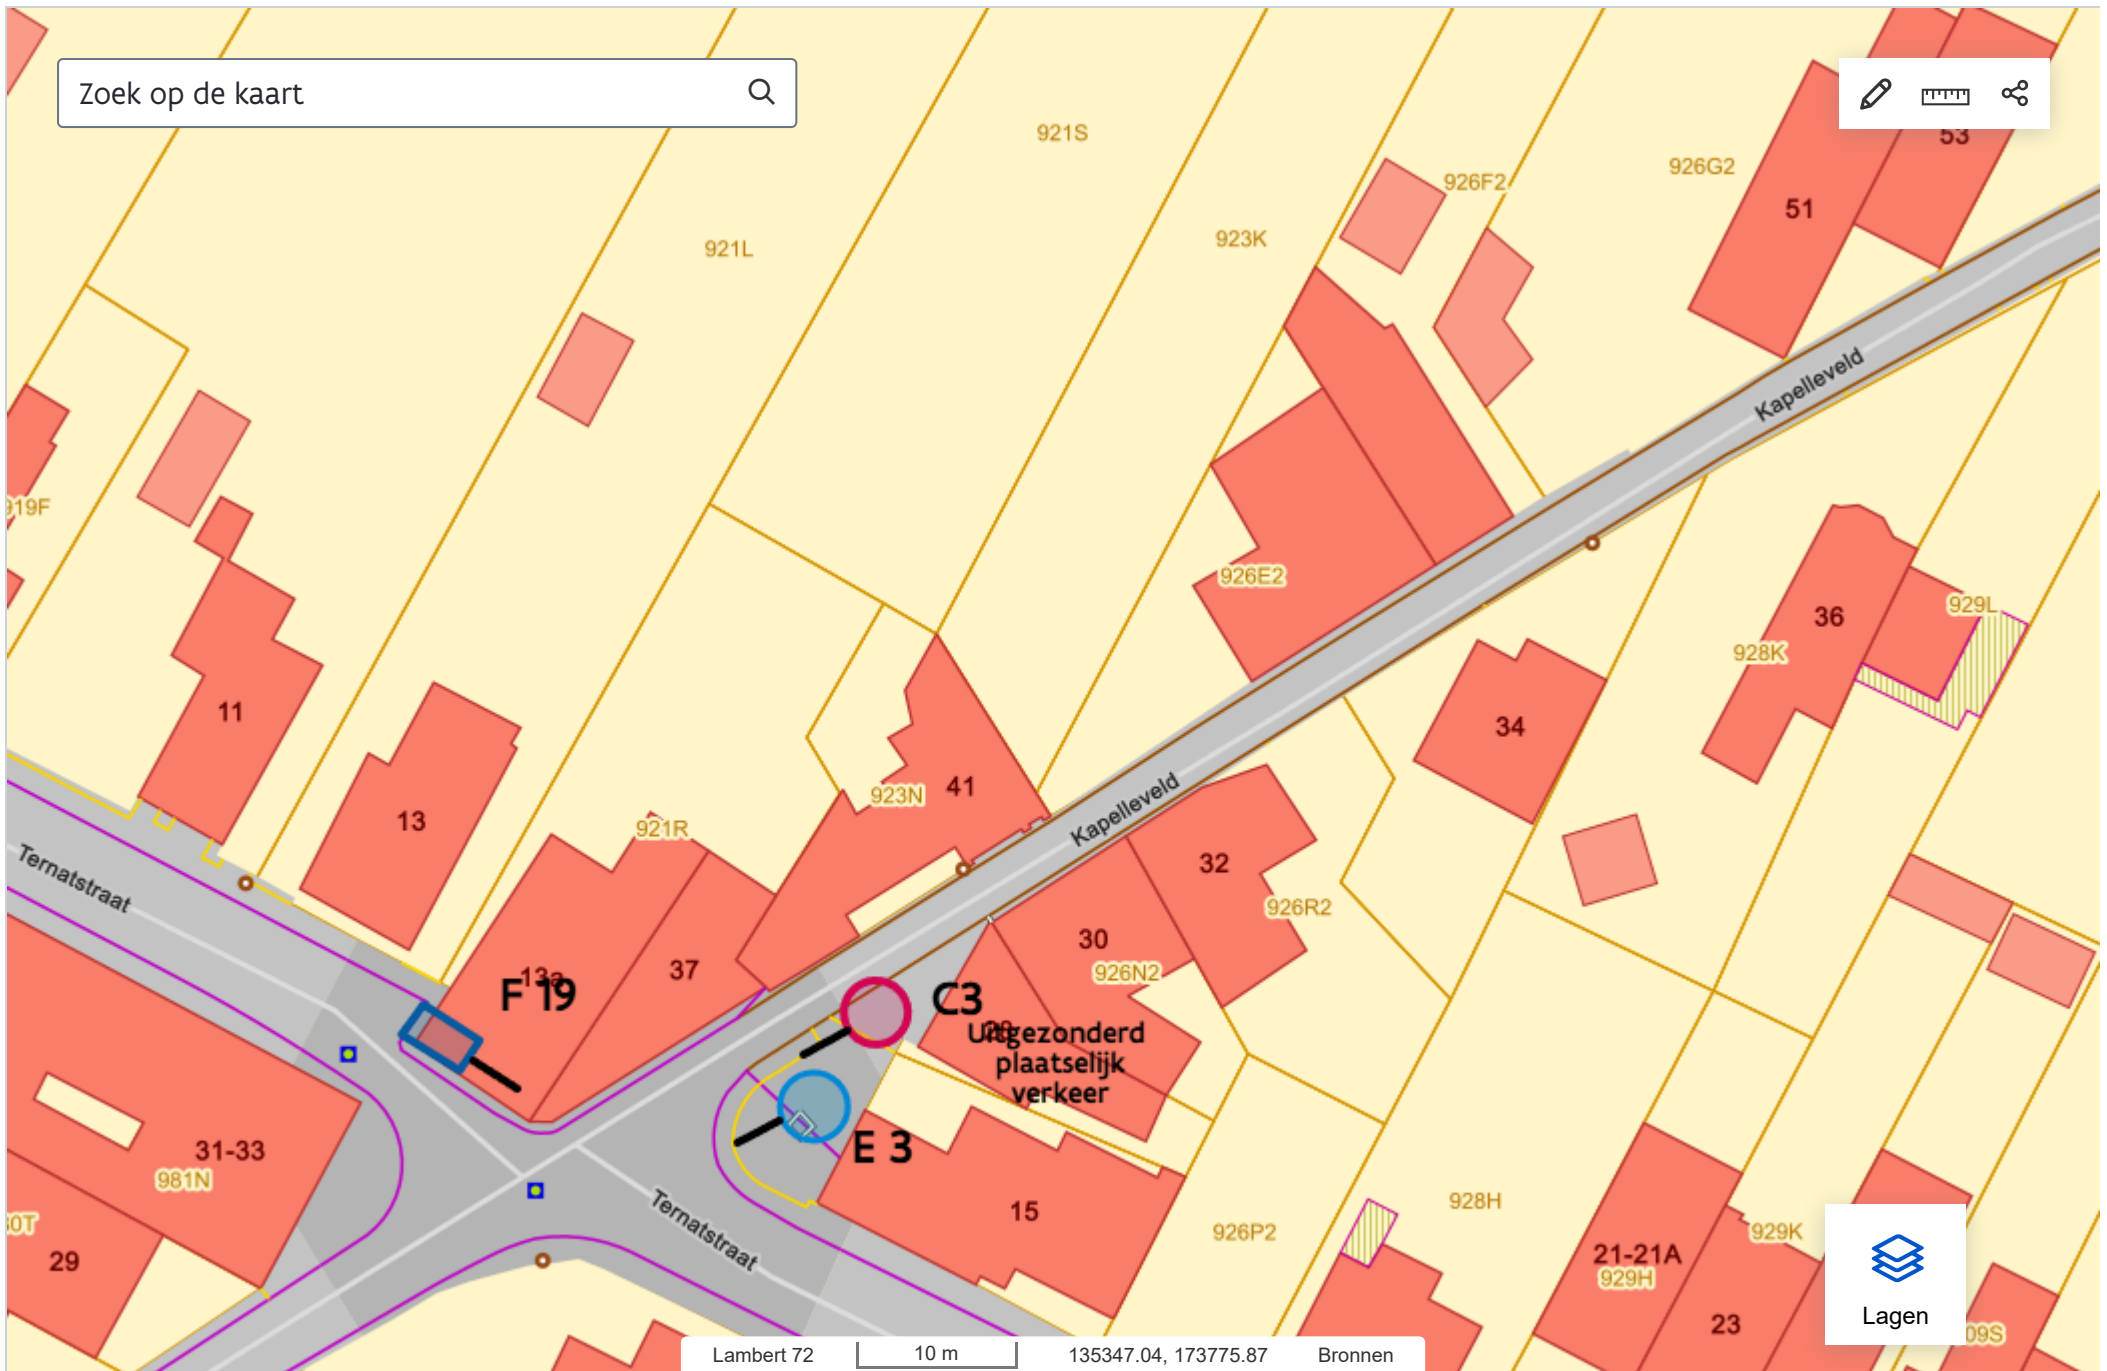 Zoek op de kaart
921S
926F2
926G2
53
51
923K
921L
Kapelleveld
919F
926E2
929L
36
928K
11
34
41
923N
13
921R
Kapelleveld
32
Ternatstraat
926R2
30
37
926N2
13a
F 19
C3
28
Uitgezonderd
plaatselijk
verkeer
E 3
31-33
981N
15
Ternatstraat
928H
926P2
929K
29
21-21A
929H
23
Lagen
Lambert 72
10 m
135347.04, 173775.87
Bronnen